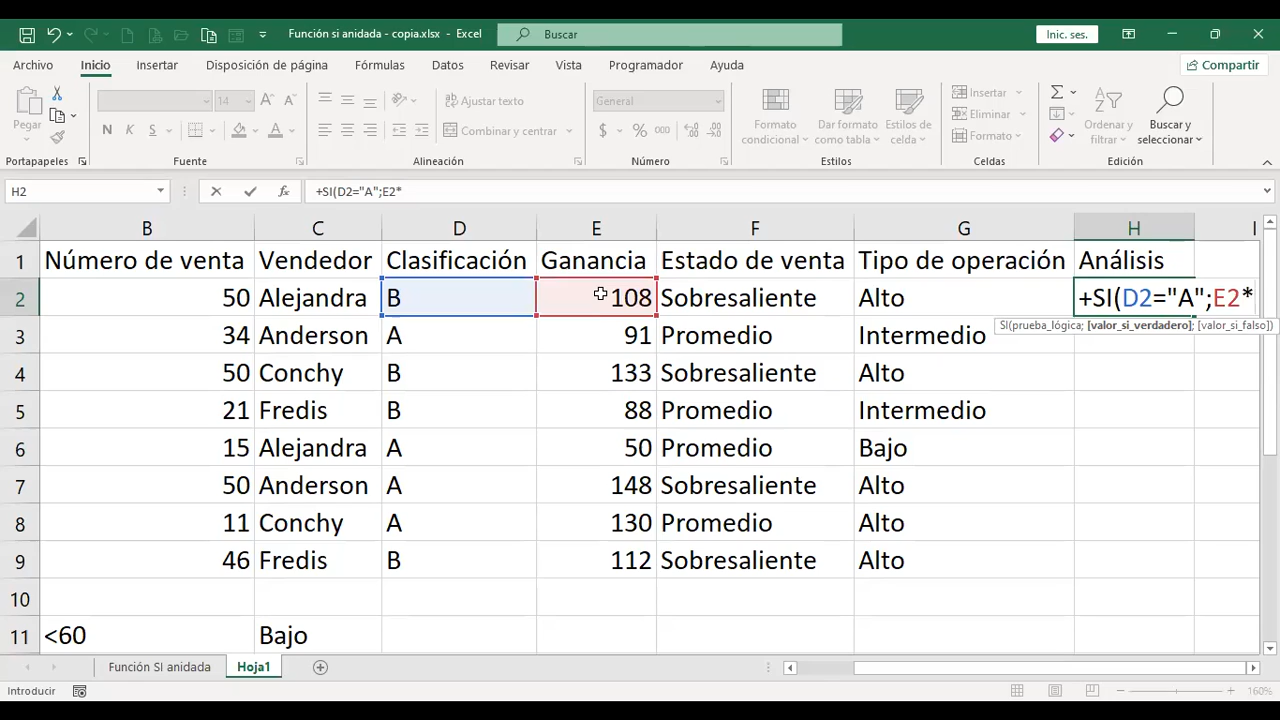 Función si anidada - copia.xlsx - Excel
Buscar
Inic. ses.
Archivo Inicio Insertar Disposición de página Fórmulas Datos Revisar Vista Programador Ayuda
Compartir
Pegar
14
N K S
Ajustar texto
Combinar y centrar
General
$ % 000
Formato condicional
Dar formato como tabla
Estilos de celda
Insertar
Eliminar
Formato
Ordenar y filtrar
Buscar y seleccionar
Portapapeles Fuente Alineación Número Estilos Celdas Edición
H2
fx
+SI(D2="A";E2*
B C D E F G H I
1 Número de venta Vendedor Clasificación Ganancia Estado de venta Tipo de operación Análisis
2 50 Alejandra B 108 Sobresaliente Alto +SI(D2="A";E2*
SI(prueba_lógica; [valor_si_verdadero]; [valor_si_falso])
3 34 Anderson A 91 Promedio Intermedio
4 50 Conchy B 133 Sobresaliente Alto
5 21 Fredis B 88 Promedio Intermedio
6 15 Alejandra A 50 Promedio Bajo
7 50 Anderson A 148 Sobresaliente Alto
8 11 Conchy A 130 Promedio Alto
9 46 Fredis B 112 Sobresaliente Alto
10
11 <60 Bajo
Función SI anidada Hoja1
Introducir
160%